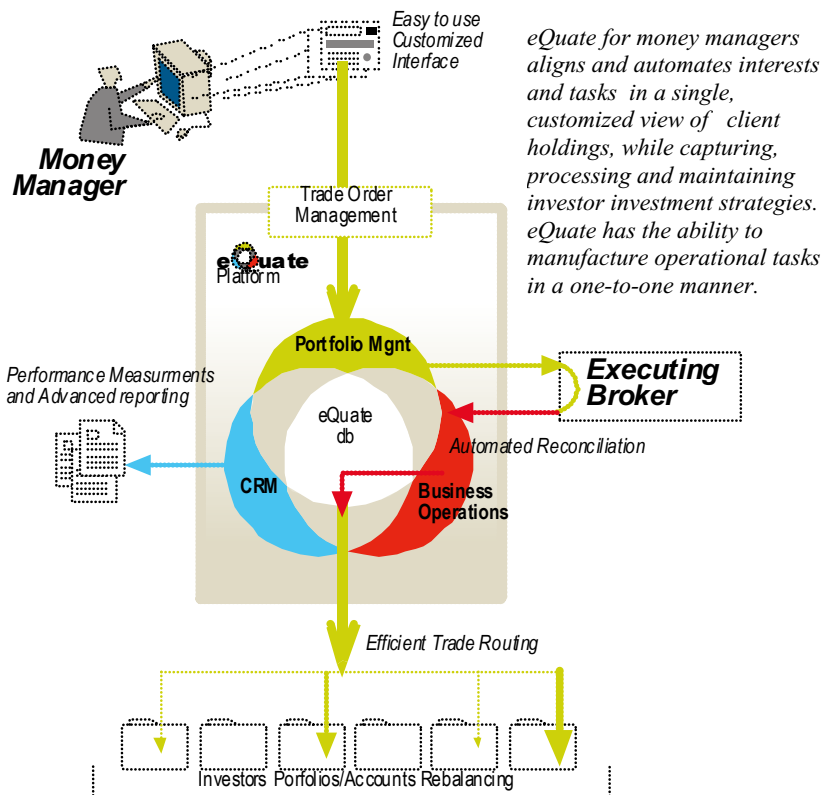 Easy to use
Customized
Interface
eQuate for money managers
aligns and automates interests
and tasks in a single,
customized view of client
holdings, while capturing,
processing and maintaining
investor investment strategies.
eQuate has the ability to
manufacture operational tasks
in a one-to-one manner.
Money
Manager
Trade Order
Management
eQuate
Platform
Portfolio Mgnt
Executing
Broker
Performance Measurments
and Advanced reporting
eQuate
db
Automated Reconciliation
CRM
Business
Operations
Efficient Trade Routing
Investors Porfolios/Accounts Rebalancing